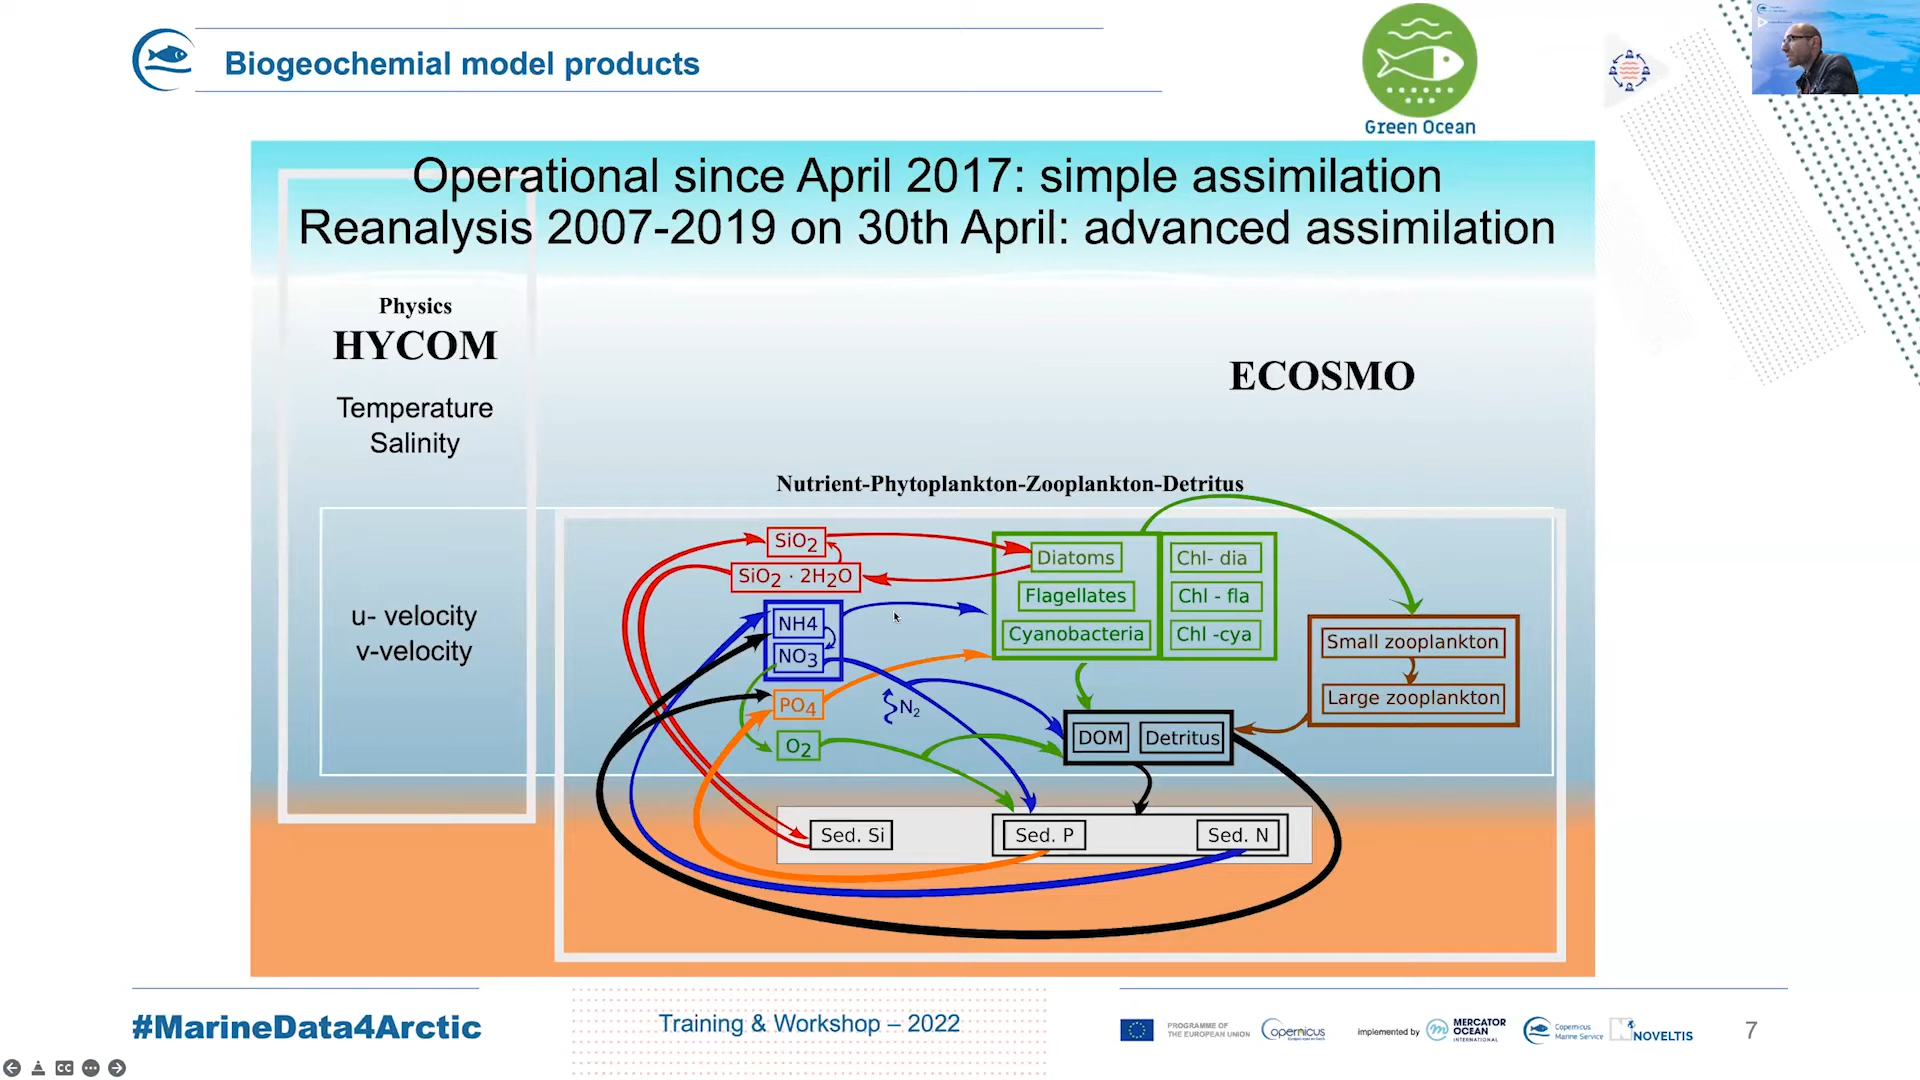 Biogeochemial model products
Green Ocean
Operational since April 2017: simple assimilation
Reanalysis 2007-2019 on 30th April: advanced assimilation
Physics
HYCOM
Temperature
Salinity
ECOSMO
Nutrient-Phytoplankton-Zooplankton-Detritus
u- velocity
v-velocity
SiO2
SiO2 · 2H2O
NH4
NO3
PO4
O2
N2
Diatoms
Flagellates
Cyanobacteria
Chl- dia
Chl - fla
Chl -cya
Small zooplankton
Large zooplankton
DOM
Detritus
Sed. Si
Sed. P
Sed. N
#MarineData4Arctic
Training & Workshop – 2022
PROGRAMME OF
THE EUROPEAN UNION
opernicus
implemented by
MERCATOR
OCEAN
INTERNATIONAL
Copernicus
Marine Service
NOVELTIS
7
CC